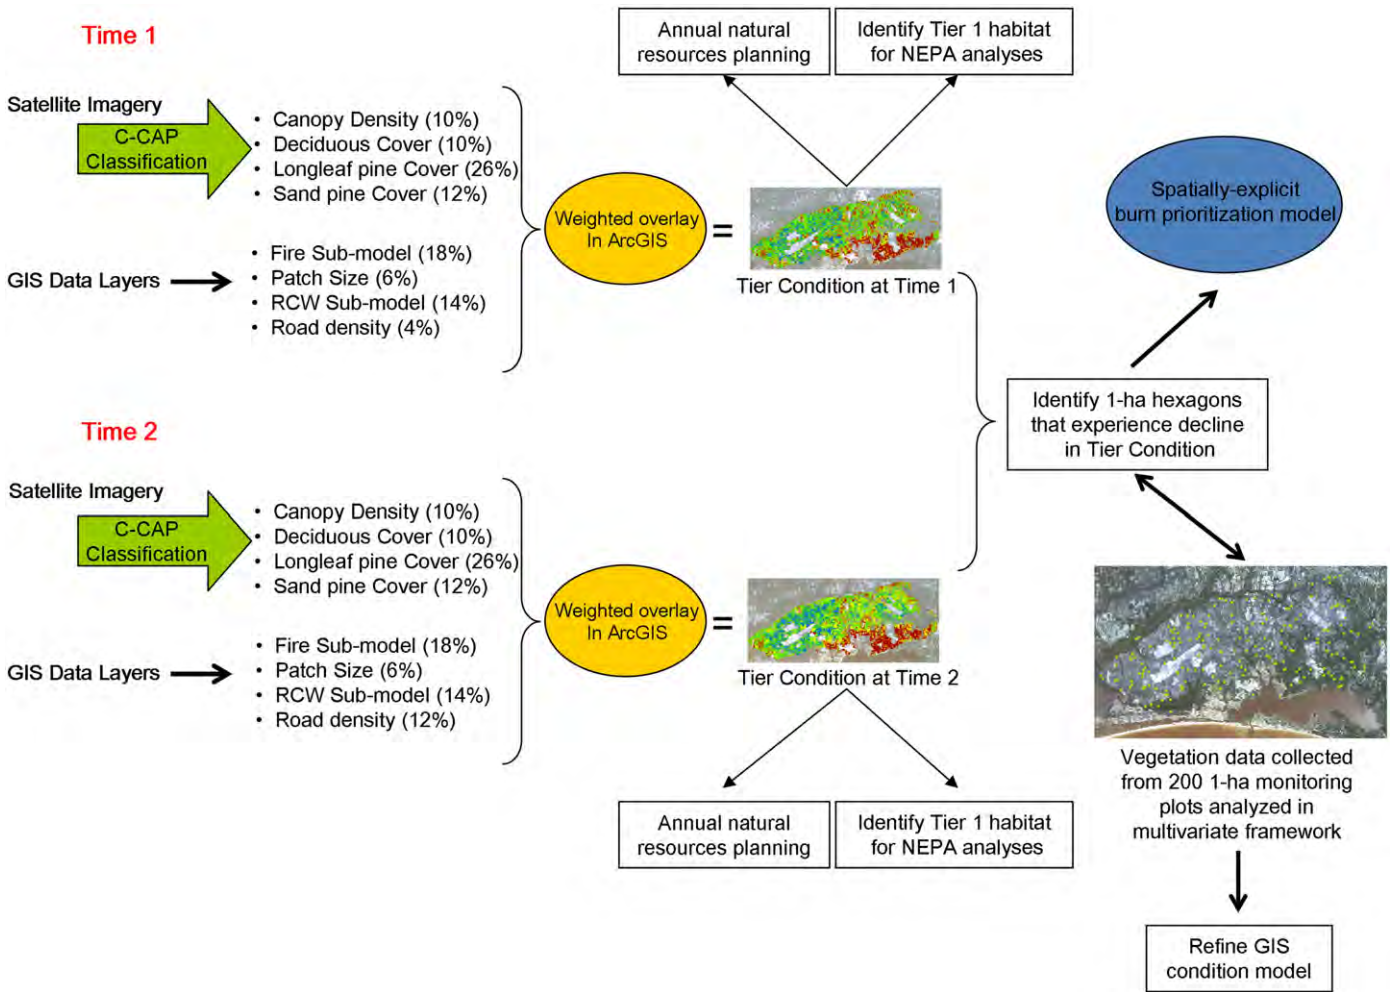 Time 1
Satellite Imagery
C-CAP
Classification
• Canopy Density (10%)
• Deciduous Cover (10%)
• Longleaf pine Cover (26%)
• Sand pine Cover (12%)
GIS Data Layers
• Fire Sub-model (18%)
• Patch Size (6%)
• RCW Sub-model (14%)
• Road density (4%)
Weighted overlay
In ArcGIS
=
Tier Condition at Time 1
Annual natural
resources planning
Identify Tier 1 habitat
for NEPA analyses
Time 2
Satellite Imagery
C-CAP
Classification
• Canopy Density (10%)
• Deciduous Cover (10%)
• Longleaf pine Cover (26%)
• Sand pine Cover (12%)
GIS Data Layers
• Fire Sub-model (18%)
• Patch Size (6%)
• RCW Sub-model (14%)
• Road density (12%)
Weighted overlay
In ArcGIS
=
Tier Condition at Time 2
Annual natural
resources planning
Identify Tier 1 habitat
for NEPA analyses
Spatially-explicit
burn prioritization model
Identify 1-ha hexagons
that experience decline
in Tier Condition
Vegetation data collected
from 200 1-ha monitoring
plots analyzed in
multivariate framework
Refine GIS
condition model